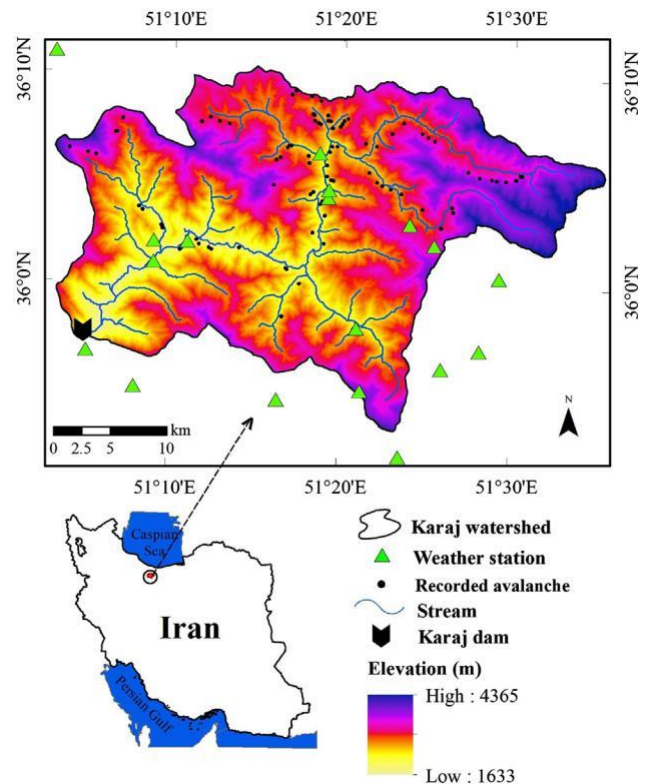 51°10'E
51°20'E
51°30'E
36°10'N
36°10'N
36°0'N
36°0'N
N
km
0 2.5 5 10
51°10'E
51°20'E
51°30'E
Caspian
Sea
Iran
Persian Gulf
Karaj watershed
Weather station
Recorded avalanche
Stream
Karaj dam
Elevation (m)
High : 4365
Low : 1633